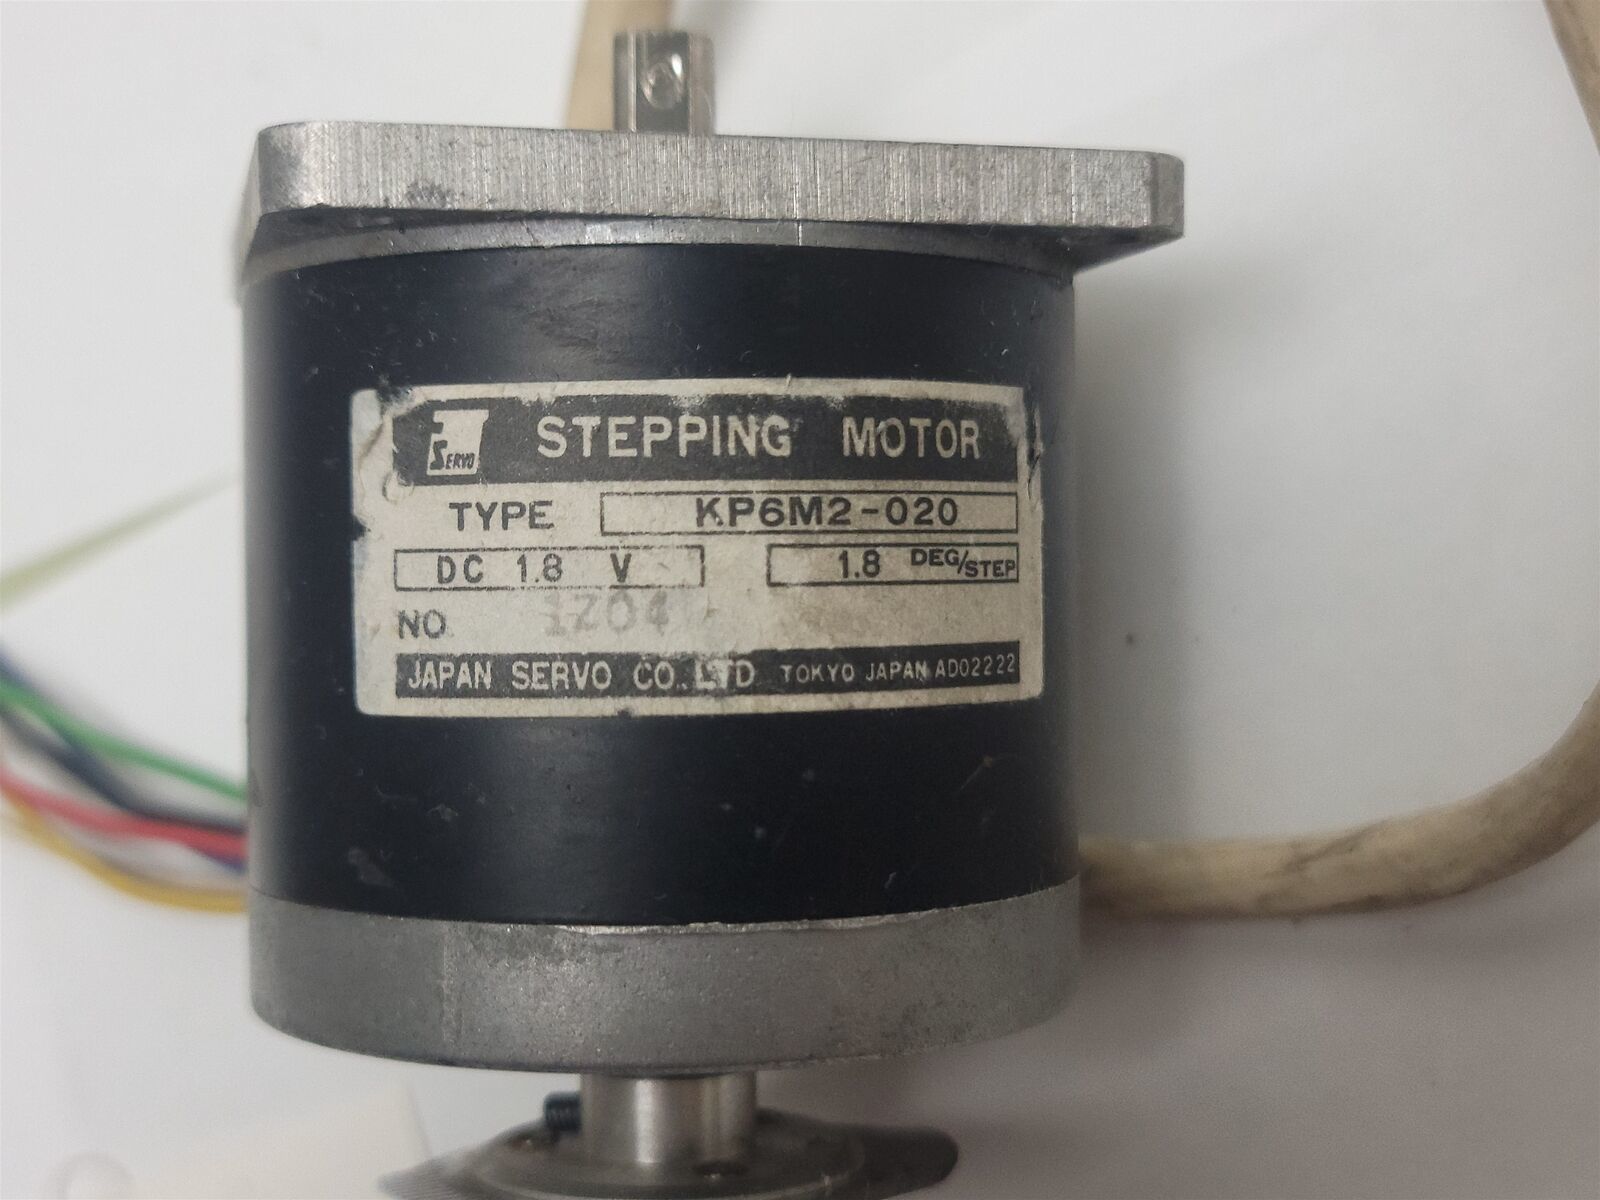 SERVO STEPPING MOTOR
TYPE KP6M2-020
DC 1.8 V 1.8 DEG/STEP
NO 1204
JAPAN SERVO CO., LTD TOKYO JAPAN AD02222